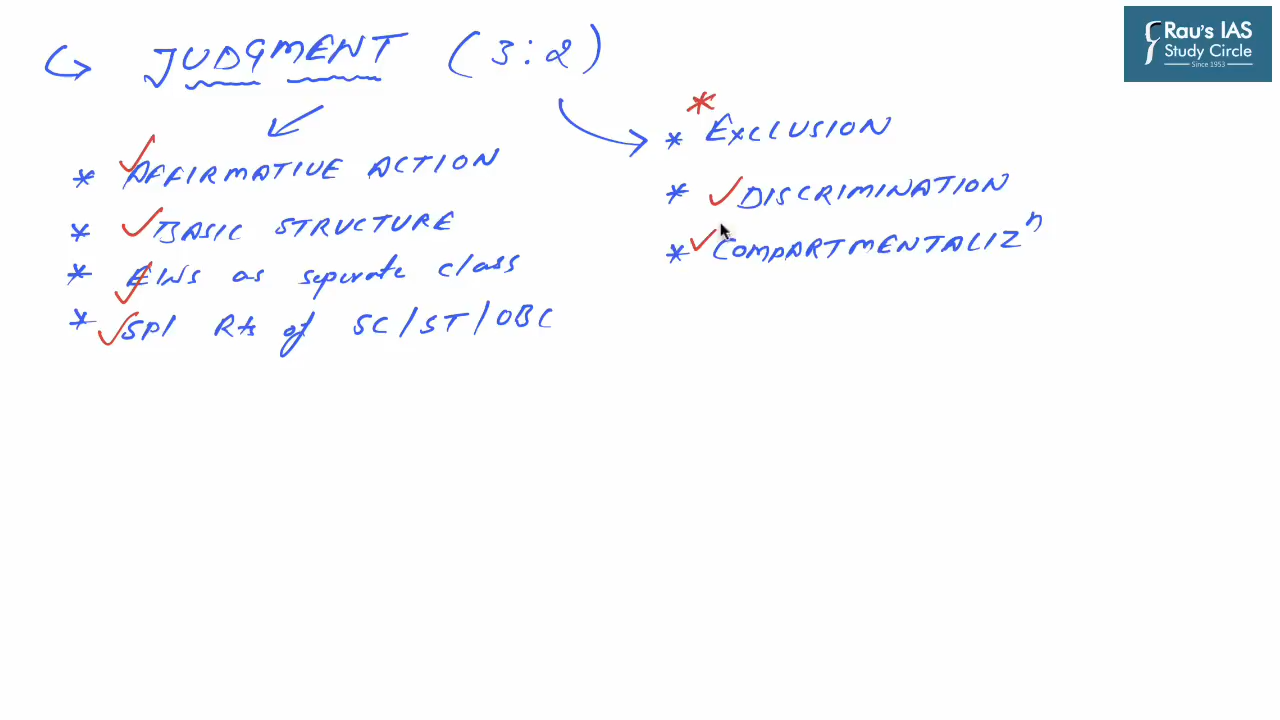 JUDGMENT (3:2)
* AFFIRMATIVE ACTION
* BASIC STRUCTURE
* EWS as separate class
* SPl Rts of SC/ST/OBC
* EXCLUSION
* DISCRIMINATION
* COMPARTMENTALIZⁿ
Rau's IAS
Study Circle
Since 1953